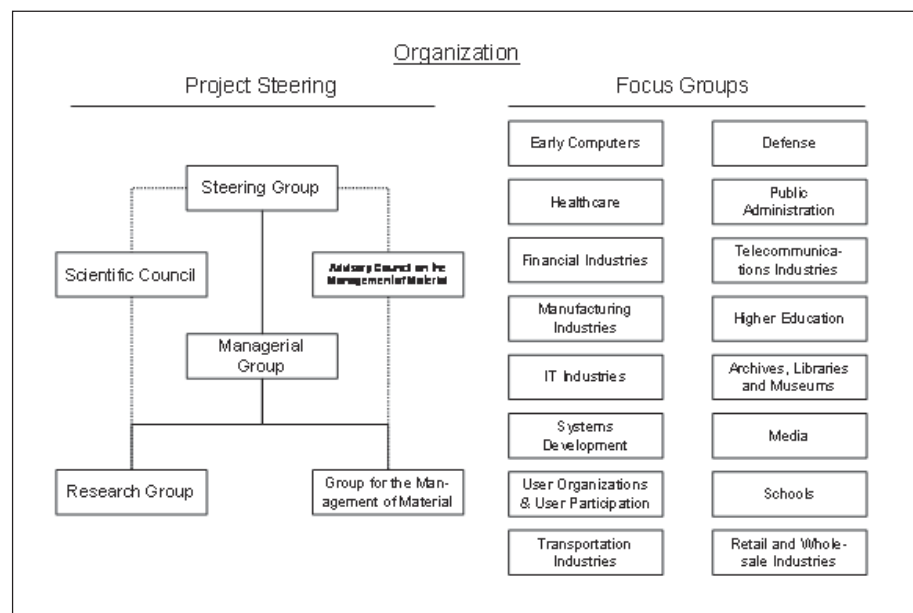 Organization
Project Steering
Steering Group
Scientific Council
Advisory Council on the
Management of Material
Managerial
Group
Research Group
Group for the Man-
agement of Material
Focus Groups
Early Computers
Defense
Healthcare
Public
Administration
Financial Industries
Telecommunica-
tions Industries
Manufacturing
Industries
Higher Education
IT Industries
Archives, Libraries
and Museums
Systems
Development
Media
User Organizations
& User Participation
Schools
Transportation
Industries
Retail and Whole-
sale Industries